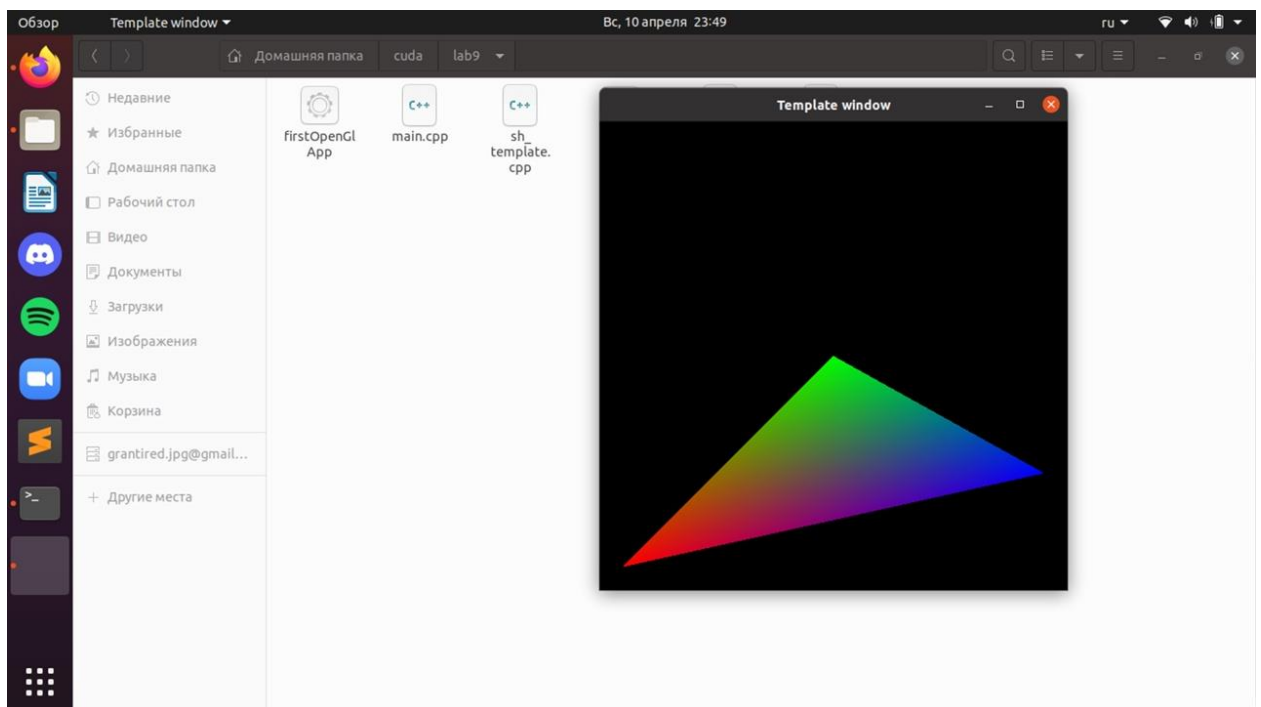 Обзор Template window Вс, 10 апреля 23:49 ru
Домашняя папка cuda lab9
Недавние
Избранные
Домашняя папка
Рабочий стол
Видео
Документы
Загрузки
Изображения
Музыка
Корзина
grantired.jpg@gmail...
Другие места
C++
C++
firstOpenGl
App
main.cpp
sh_
template.
cpp
Template window